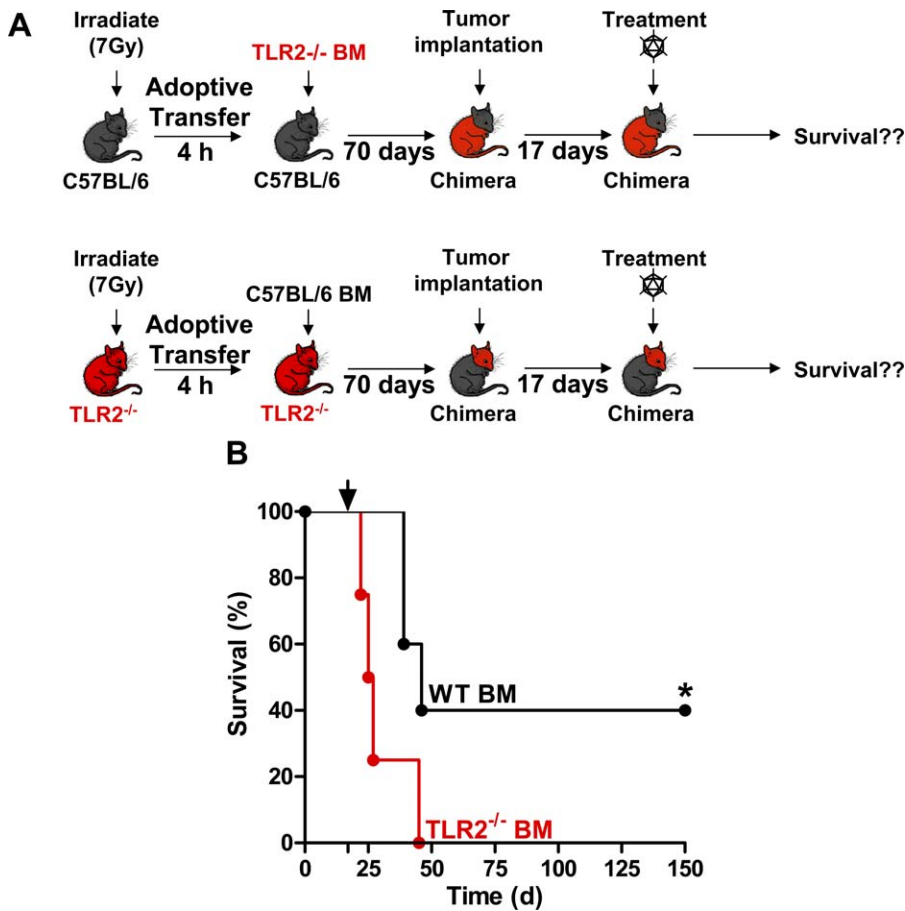 A
Irradiate
(7Gy)
TLR2-/- BM
Tumor
implantation
Treatment
Adoptive
Transfer
4 h
70 days
17 days
Survival??
C57BL/6
C57BL/6
Chimera
Chimera
Irradiate
(7Gy)
C57BL/6 BM
Tumor
implantation
Treatment
Adoptive
Transfer
4 h
70 days
17 days
Survival??
TLR2-/-
TLR2-/-
Chimera
Chimera
B
100
80
60
40
20
0
Survival (%)
WT BM
*
TLR2-/- BM
0
25
50
75
100
125
150
Time (d)